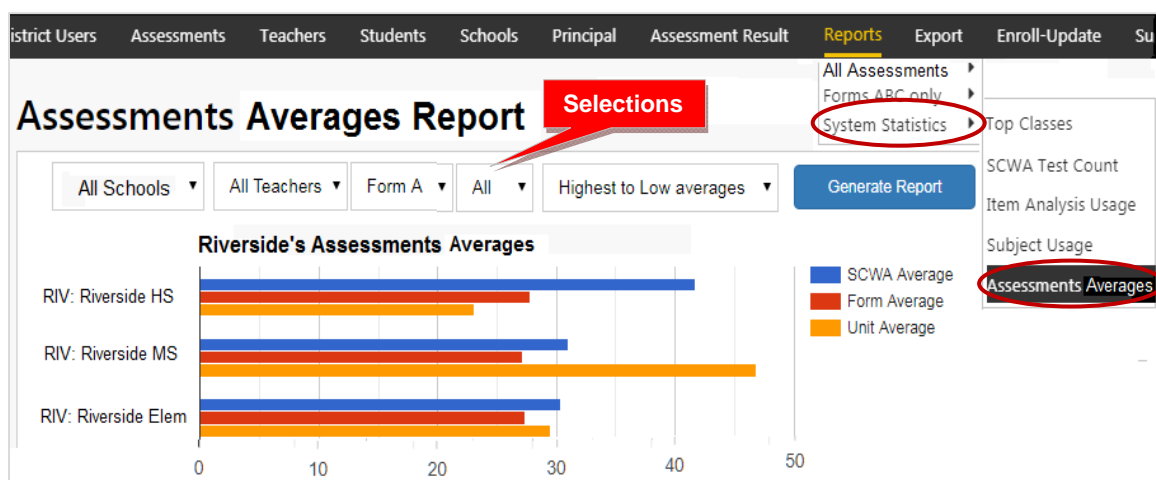 istrict Users Assessments Teachers Students Schools Principal Assessment Result Reports Export Enroll-Update Su
All Assessments
Forms ABC only
System Statistics
Top Classes
SCWA Test Count
Item Analysis Usage
Subject Usage
Assessments Averages
Assessments Averages Report
Selections
All Schools All Teachers Form A All Highest to Low averages Generate Report
Riverside's Assessments Averages
SCWA Average
Form Average
Unit Average
RIV: Riverside HS
RIV: Riverside MS
RIV: Riverside Elem
0 10 20 30 40 50